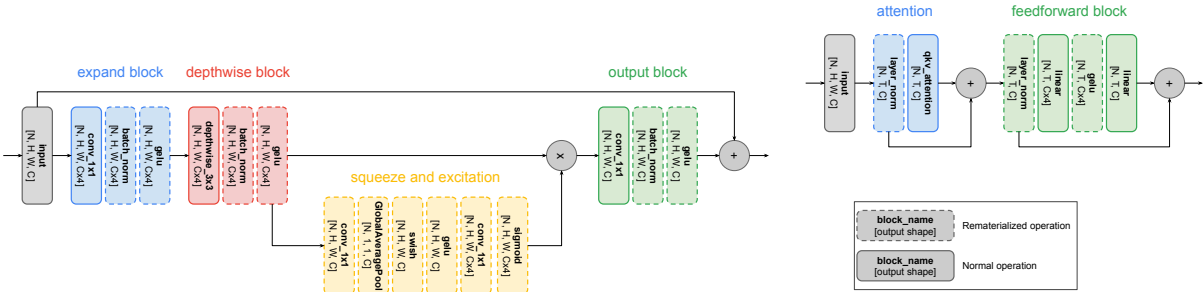 expand block
depthwise block
output block
input
[N, H, W, C]
conv_1x1
[N, H, W, Cx4]
batch_norm
[N, H, W, Cx4]
gelu
[N, H, W, Cx4]
depthwise_3x3
[N, H, W, Cx4]
batch_norm
[N, H, W, Cx4]
gelu
[N, H, W, Cx4]
x
conv_1x1
[N, H, W, C]
batch_norm
[N, H, W, C]
gelu
[N, H, W, C]
+
squeeze and excitation
conv_1x1
[N, H, W, C]
GlobalAveragePool
[N, 1, 1, C]
swish
[N, H, W, C]
gelu
[N, H, W, C]
conv_1x1
[N, H, W, Cx4]
sigmoid
[N, H, W, Cx4]
attention
feedforward block
input
[N, H, W, C]
layer_norm
[N, T, C]
qkv_attention
[N, T, C]
+
layer_norm
[N, T, C]
linear
[N, T, Cx4]
gelu
[N, T, Cx4]
linear
[N, T, C]
+
block_name
[output shape]
Rematerialized operation
block_name
[output shape]
Normal operation